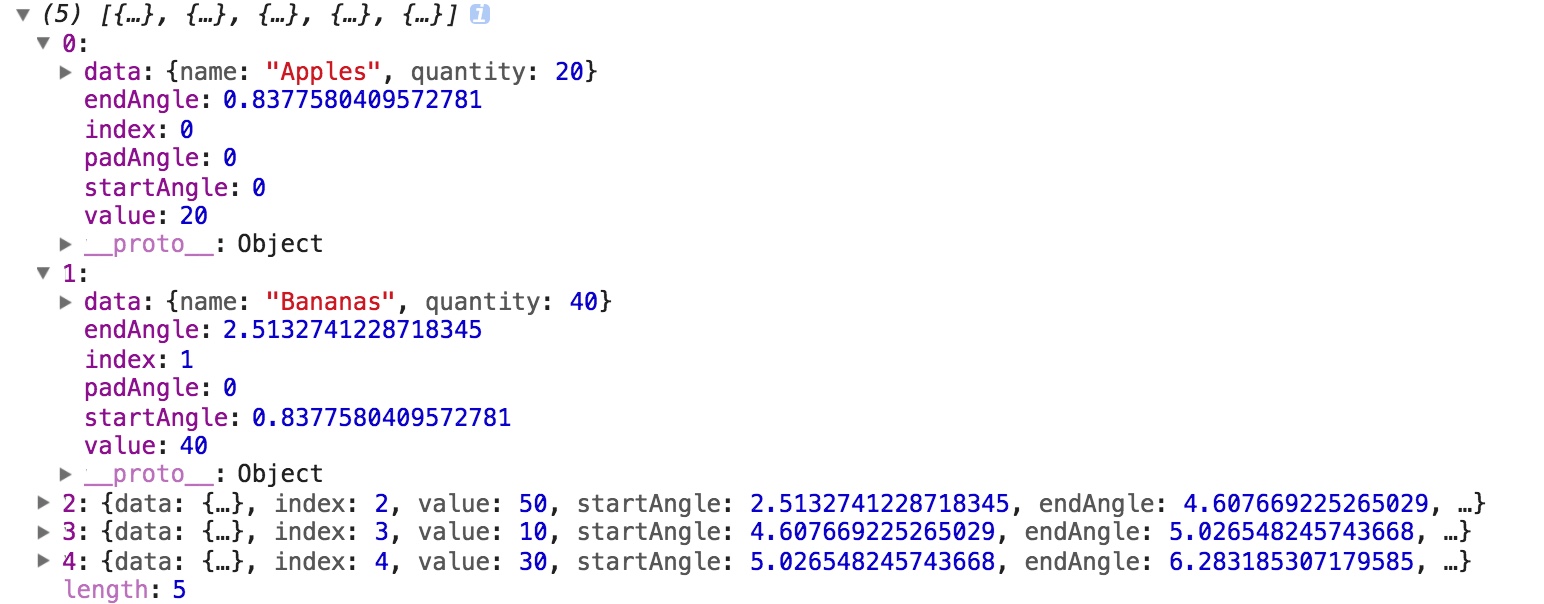 ▼ (5) [{…}, {…}, {…}, {…}, {…}] i
▼ 0:
▶ data: {name: "Apples", quantity: 20}
endAngle: 0.8377580409572781
index: 0
padAngle: 0
startAngle: 0
value: 20
▶ __proto__: Object
▼ 1:
▶ data: {name: "Bananas", quantity: 40}
endAngle: 2.5132741228718345
index: 1
padAngle: 0
startAngle: 0.8377580409572781
value: 40
▶ __proto__: Object
▶ 2: {data: {…}, index: 2, value: 50, startAngle: 2.5132741228718345, endAngle: 4.607669225265029, …}
▶ 3: {data: {…}, index: 3, value: 10, startAngle: 4.607669225265029, endAngle: 5.026548245743668, …}
▶ 4: {data: {…}, index: 4, value: 30, startAngle: 5.026548245743668, endAngle: 6.283185307179585, …}
length: 5